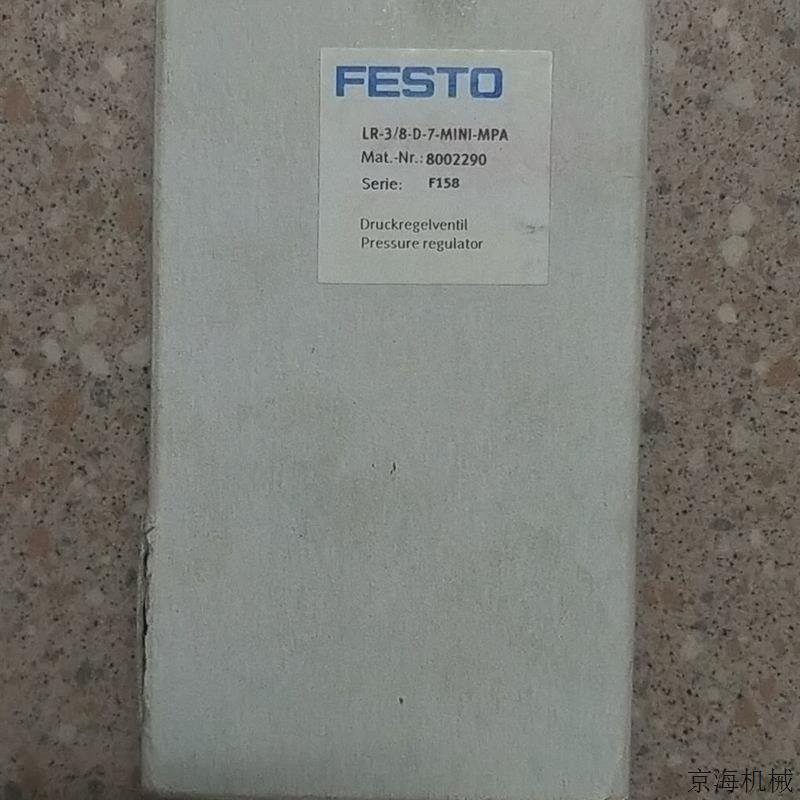 FESTO
LR-3/8-D-7-MINI-MPA
Mat.-Nr.: 8002290
Serie: F158
Druckregelventil
Pressure regulator
京海机械